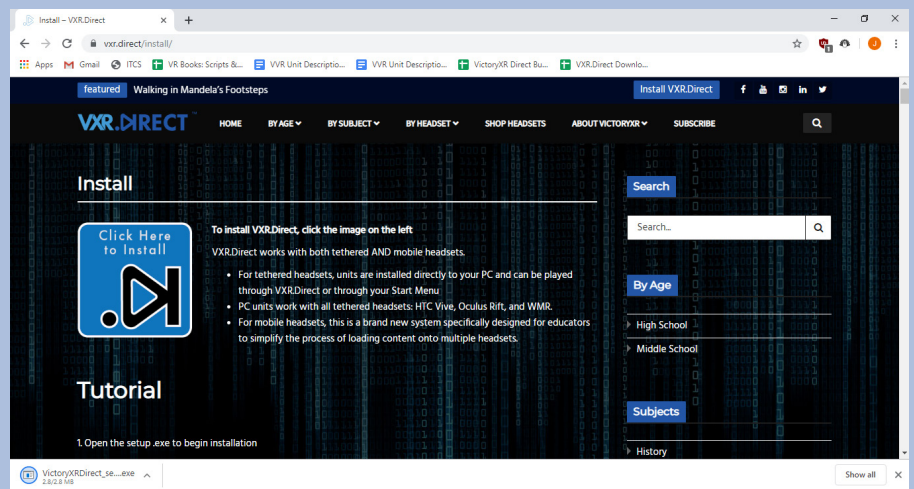 Install – VXR.Direct
vxr.direct/install/
Apps
Gmail
ITCS
VR Books: Scripts &...
VVR Unit Descriptio...
VVR Unit Descriptio...
VictoryXR Direct Bu...
VXR.Direct Downlo...
featured
Walking in Mandela's Footsteps
Install VXR.Direct
VXR.DIRECT
HOME
BY AGE
BY SUBJECT
BY HEADSET
SHOP HEADSETS
ABOUT VICTORYXR
SUBSCRIBE
Install
Click Here
to Install
To install VXR.Direct, click the image on the left
VXR.Direct works with both tethered AND mobile headsets.
• For tethered headsets, units are installed directly to your PC and can be played
through VXR.Direct or through your Start Menu
• PC units work with all tethered headsets: HTC Vive, Oculus Rift, and WMR.
• For mobile headsets, this is a brand new system specifically designed for educators
to simplify the process of loading content onto multiple headsets.
Tutorial
1. Open the setup .exe to begin installation
Search
Search...
By Age
High School
Middle School
Subjects
History
VictoryXRDirect_se....exe
2.8/2.8 MB
Show all